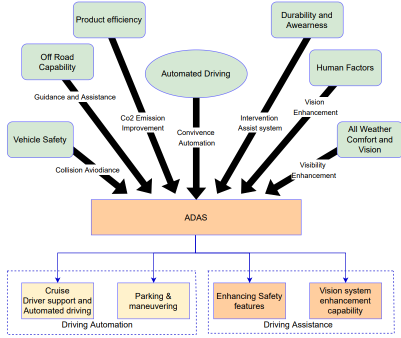 Product efficiency
Durability and
Awearness
Off Road
Capability
Automated Driving
Human Factors
Guidance and Assistance
Co2 Emission
Improvement
Convivence
Automation
Intervention
Assist system
Vision
Enhancement
Vehicle Safety
All Weather
Comfort and
Vision
Collision Aviodiance
Visibility
Enhancement
ADAS
Cruise
Driver support and
Automated driving
Parking &
maneuvering
Enhancing Safety
features
Vision system
enhancement
capability
Driving Automation
Driving Assistance